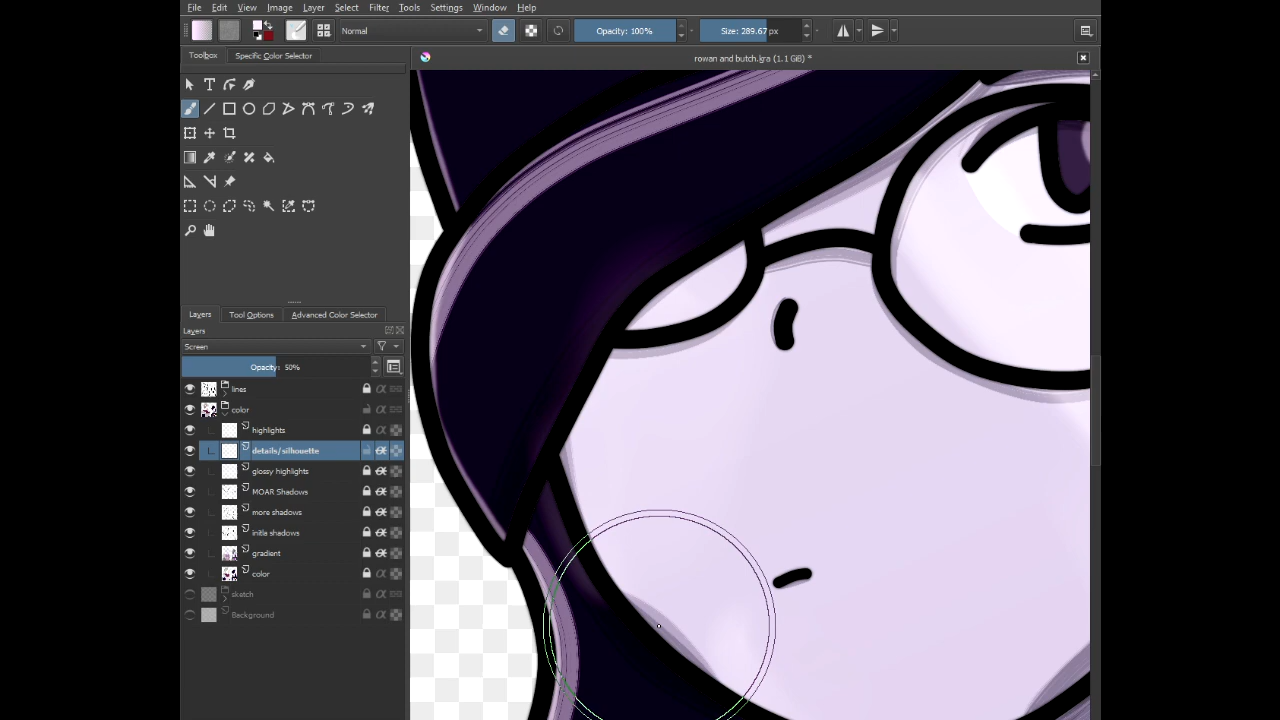 File Edit View Image Layer Select Filter Tools Settings Window Help
Normal Opacity: 100% Size: 289.67 px
Toolbox Specific Color Selector
rowan and butch.kra (1.1 GiB) *
Layers Tool Options Advanced Color Selector
Layers
Screen
Opacity: 50%
lines
color
highlights
details/silhouette
glossy highlights
MOAR Shadows
more shadows
initla shadows
gradient
color
sketch
Background